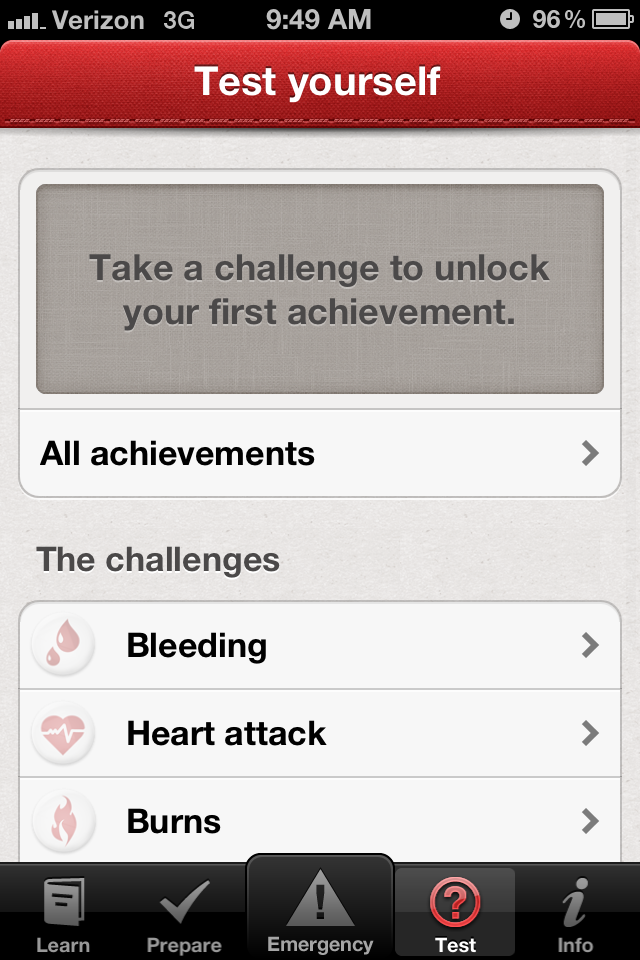 Verizon 3G 9:49 AM 96%
Test yourself
Take a challenge to unlock
your first achievement.
All achievements
The challenges
Bleeding
Heart attack
Burns
Learn Prepare Emergency Test Info